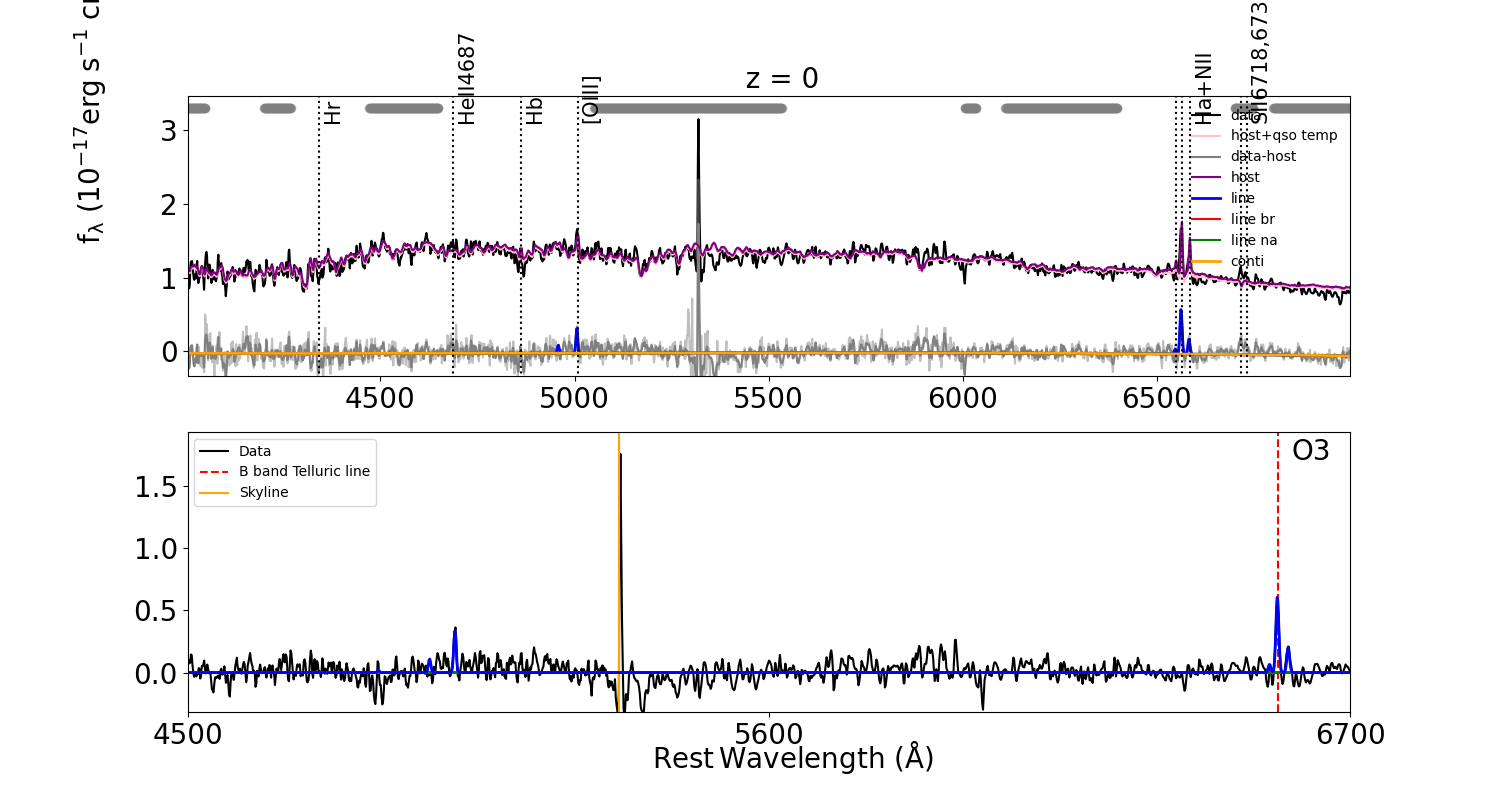 z = 0
fλ (10−17erg s−1 c
Hr
HeII4687
Hb
[OIII]
Ha+NII
SII6718,673
data
host+qso temp
data-host
host
line
line br
line na
conti
3
2
1
0
4500 5000 5500 6000 6500
Data
B band Telluric line
Skyline
O3
1.5
1.0
0.5
0.0
4500 5600 6700
Rest Wavelength (Å)